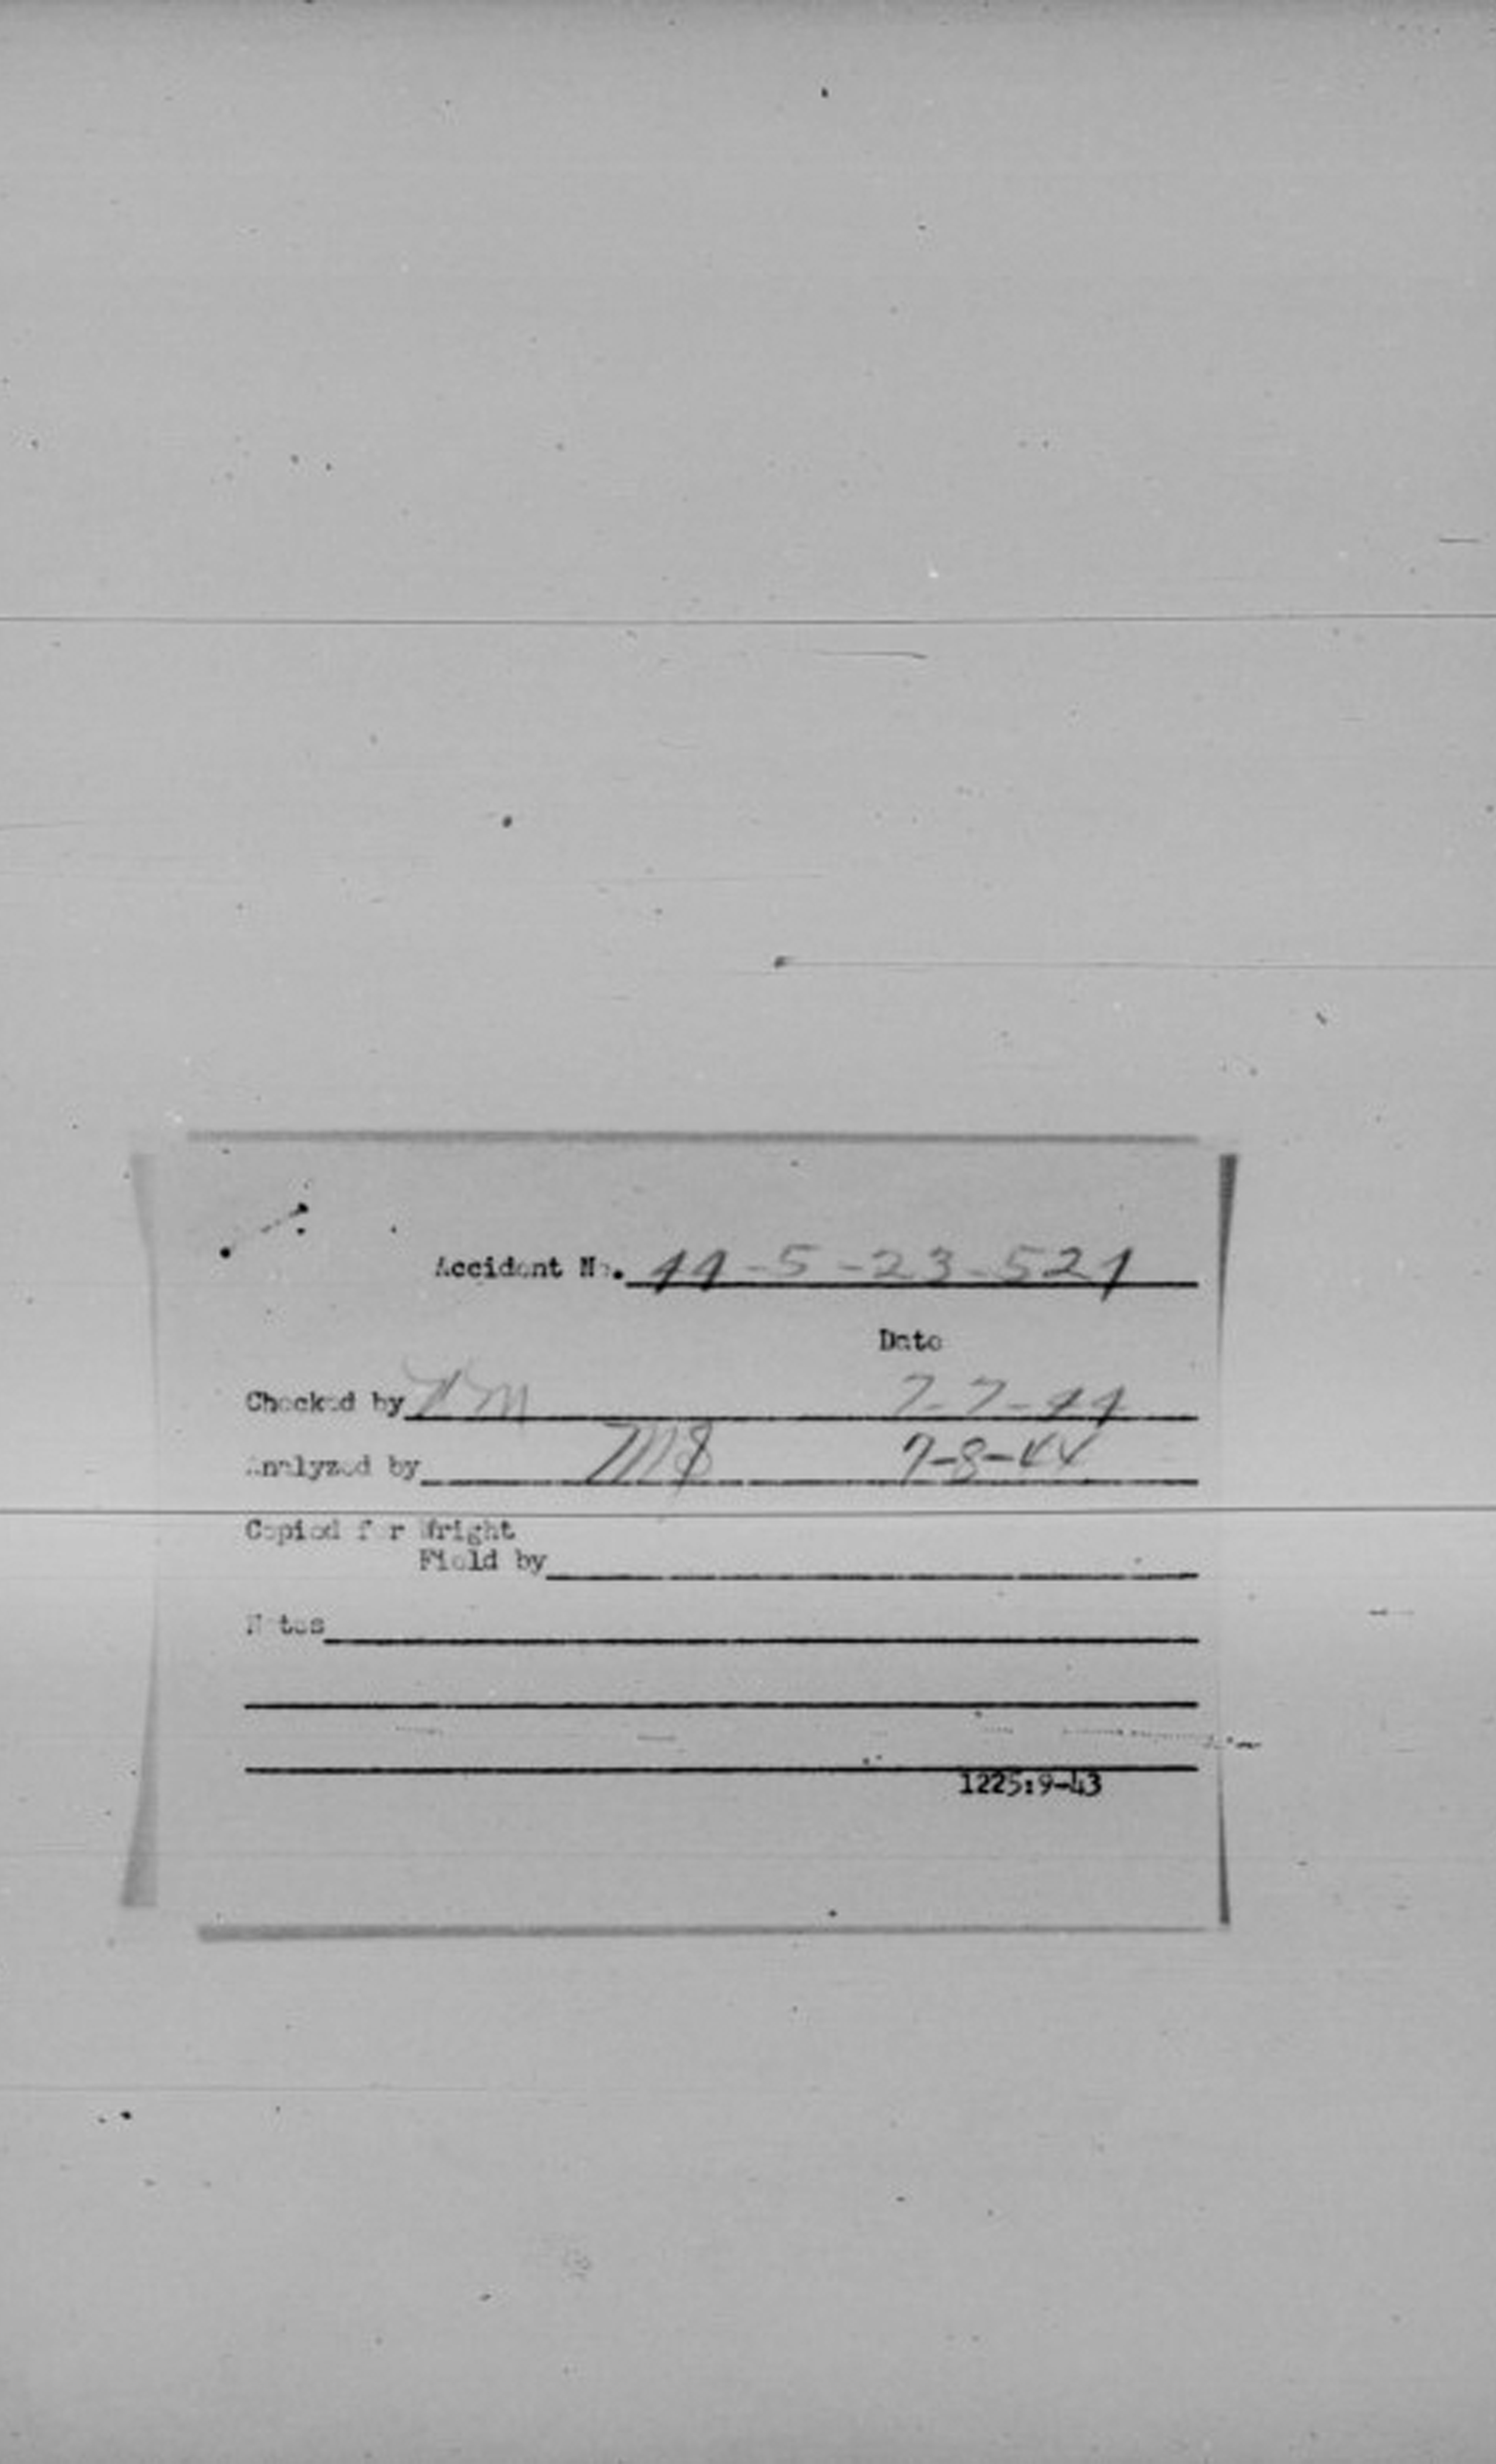 Accident No. 44-5-23-521
Date
Checked by 7-7-44
Analyzed by 7-8-44
Copied for Wright
Field by
Notes
1225:9-43